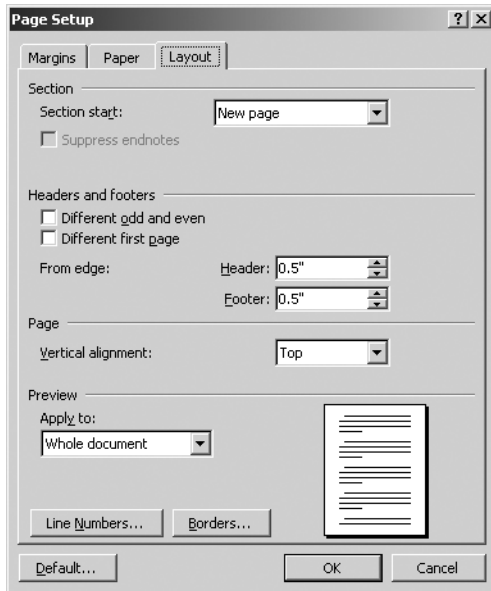 Page Setup
Margins Paper Layout
Section
Section start: New page
Suppress endnotes
Headers and footers
Different odd and even
Different first page
From edge: Header: 0.5"
Footer: 0.5"
Page
Vertical alignment: Top
Preview
Apply to:
Whole document
Line Numbers... Borders...
Default... OK Cancel